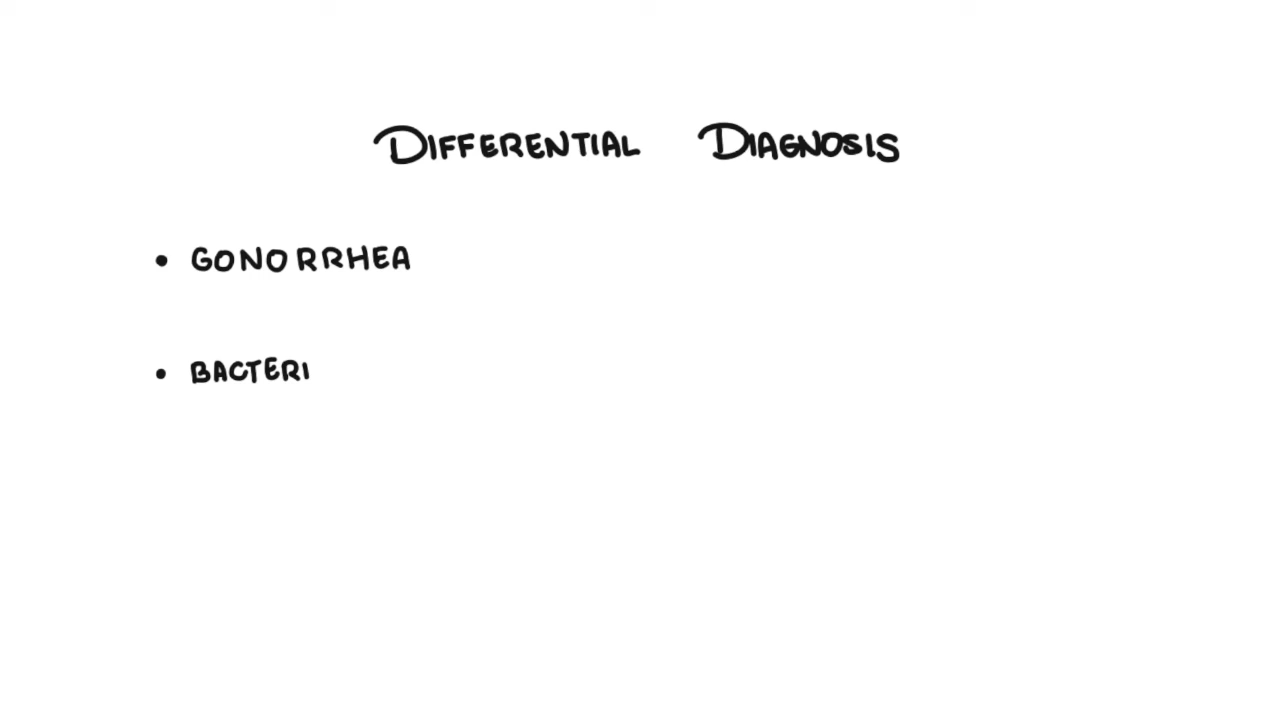 DIFFERENTIAL DIAGNOSIS
• GONORRHEA
• BACTERI